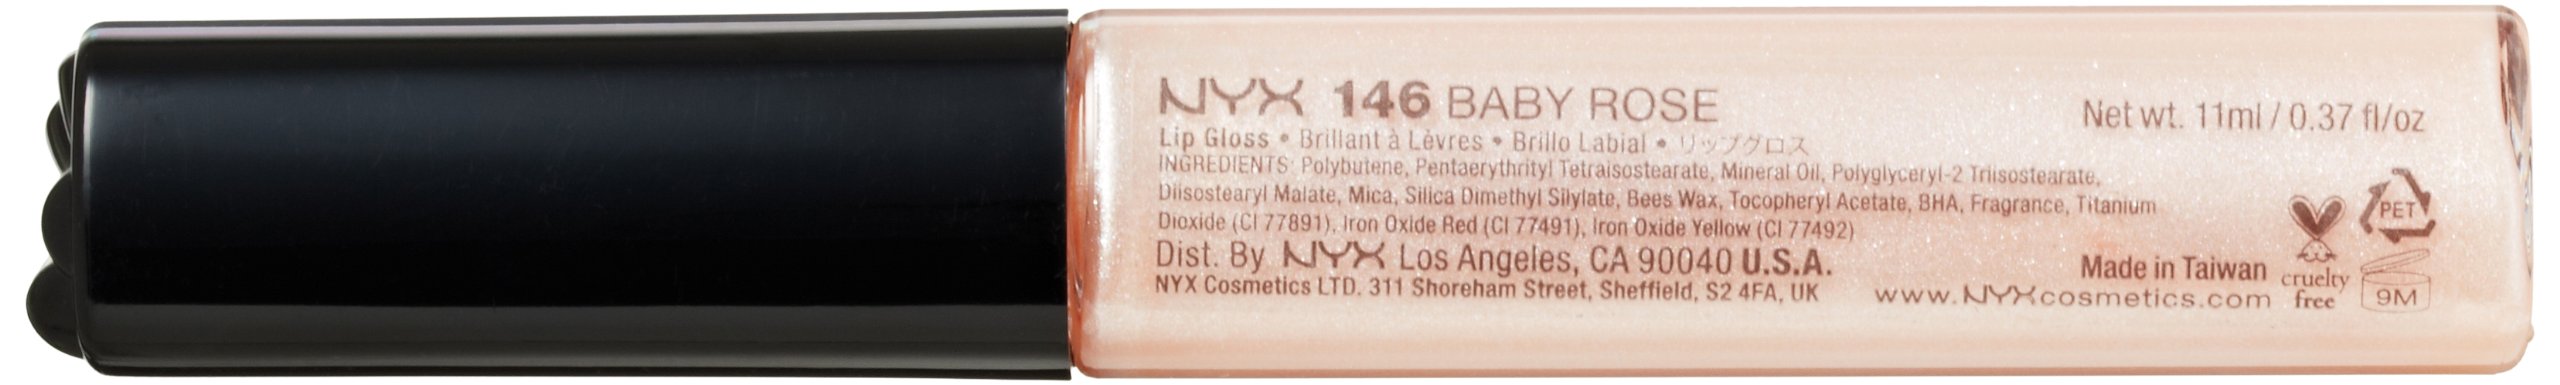 NYX 146 BABY ROSE
Net wt. 11ml / 0.37 fl/oz
Lip Gloss • Brillant à Lèvres • Brillo Labial • リップグロス
INGREDIENTS: Polybutene, Pentaerythrityl Tetraisostearate, Mineral Oil, Polyglyceryl-2 Triisostearate,
Diisostearyl Malate, Mica, Silica Dimethyl Silylate, Bees Wax, Tocopheryl Acetate, BHA, Fragrance, Titanium
Dioxide (CI 77891), Iron Oxide Red (CI 77491), Iron Oxide Yellow (CI 77492)
Dist. By NYX Los Angeles, CA 90040 U.S.A.
NYX Cosmetics LTD. 311 Shoreham Street, Sheffield, S2 4FA, UK
Made in Taiwan
www.NYXcosmetics.com
cruelty
free
PET
9M